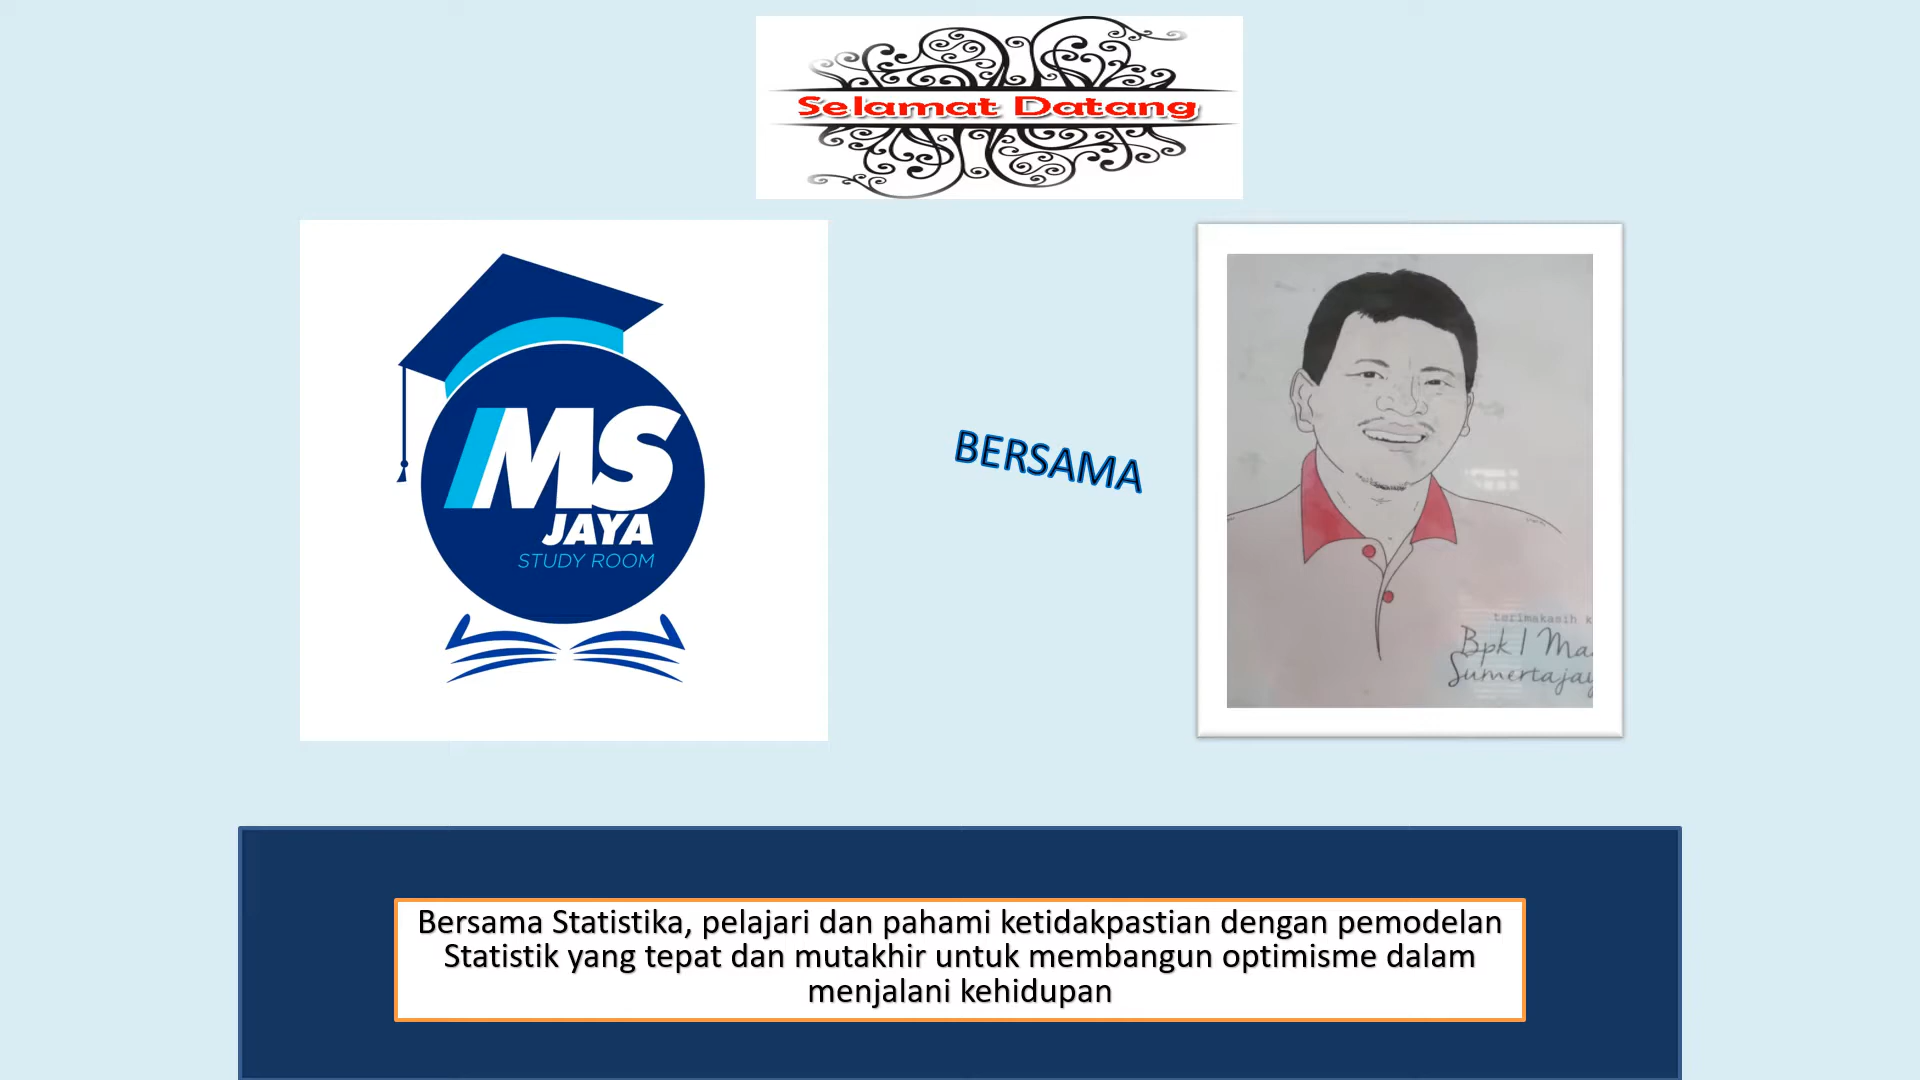 Selamat Datang
IMS
JAYA
STUDY ROOM
BERSAMA
terimakasih
Bpk I
Bersama Statistika, pelajari dan pahami ketidakpastian dengan pemodelan
Statistik yang tepat dan mutakhir untuk membangun optimisme dalam
menjalani kehidupan